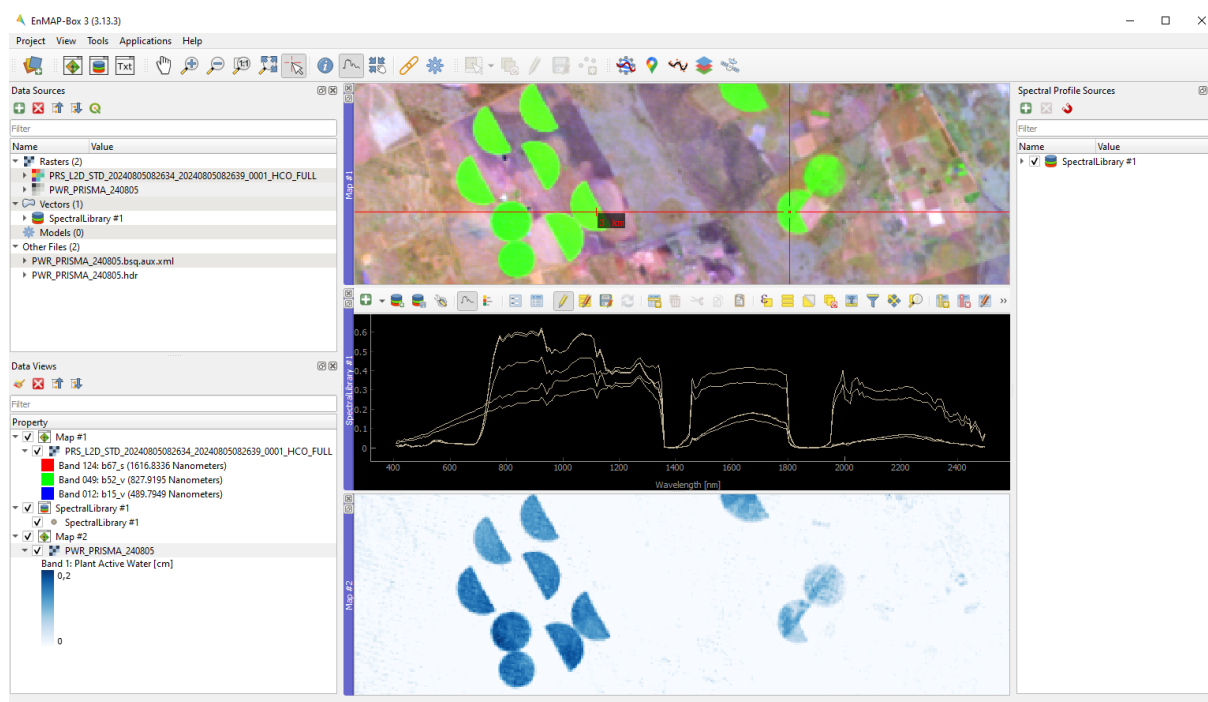 EnMAP-Box 3 (3.13.3)
Project View Tools Applications Help
Txt
1:1
Data Sources
Filter
Name Value
Rasters (2)
PRS_L2D_STD_20240805082634_20240805082639_0001_HCO_FULL
PWR_PRISMA_240805
Vectors (1)
SpectralLibrary #1
Models (0)
Other Files (2)
PWR_PRISMA_240805.bsq.aux.xml
PWR_PRISMA_240805.hdr
Data Views
Filter
Property
Map #1
PRS_L2D_STD_20240805082634_20240805082639_0001_HCO_FULL
Band 124: b67_s (1616.8336 Nanometers)
Band 049: b52_v (827.9195 Nanometers)
Band 012: b15_v (489.7949 Nanometers)
SpectralLibrary #1
SpectralLibrary #1
Map #2
PWR_PRISMA_240805
Band 1: Plant Active Water [cm]
0,2
0
Map #1
SpectralLibrary #1
0.6
0.5
0.4
0.3
0.2
0.1
0
400 600 800 1000 1200 1400 1600 1800 2000 2200 2400
Wavelength [nm]
Map #2
Spectral Profile Sources
Filter
Name Value
SpectralLibrary #1